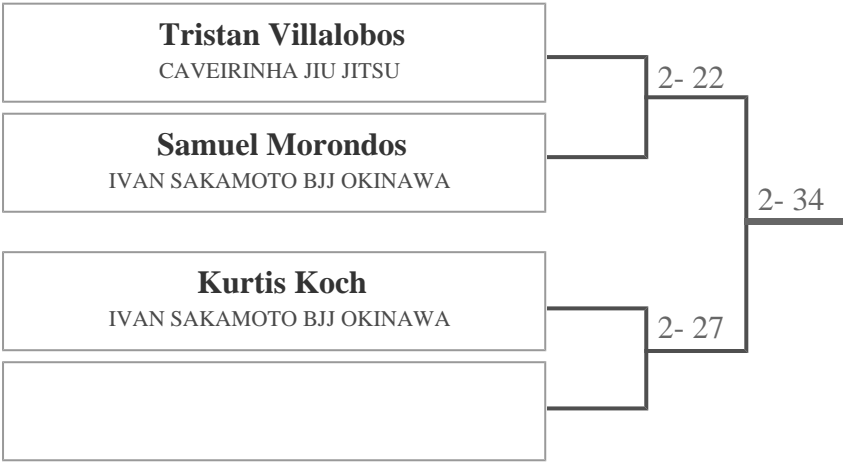 Tristan Villalobos
CAVEIRINHA JIU JITSU
2- 22
Samuel Morondos
IVAN SAKAMOTO BJJ OKINAWA
2- 34
Kurtis Koch
IVAN SAKAMOTO BJJ OKINAWA
2- 27